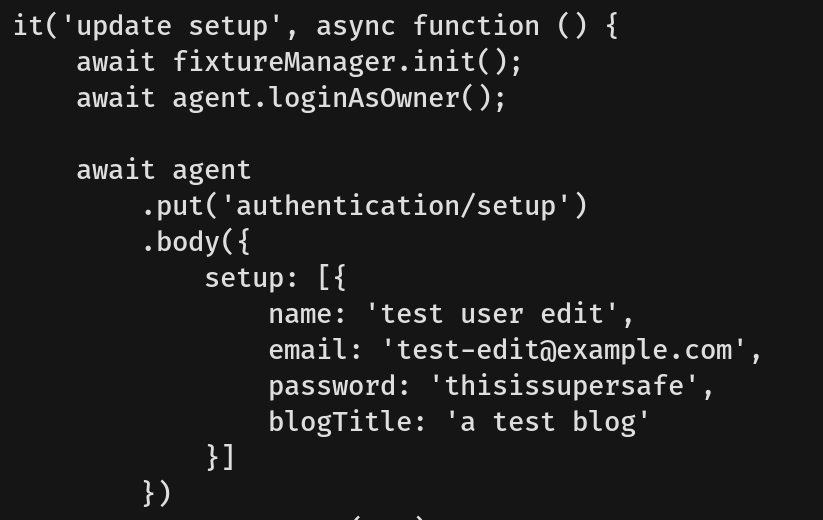 it('update setup', async function () {
    await fixtureManager.init();
    await agent.loginAsOwner();

    await agent
        .put('authentication/setup')
        .body({
            setup: [{
                name: 'test user edit',
                email: 'test-edit@example.com',
                password: 'thisissupersafe',
                blogTitle: 'a test blog'
            }]
        })